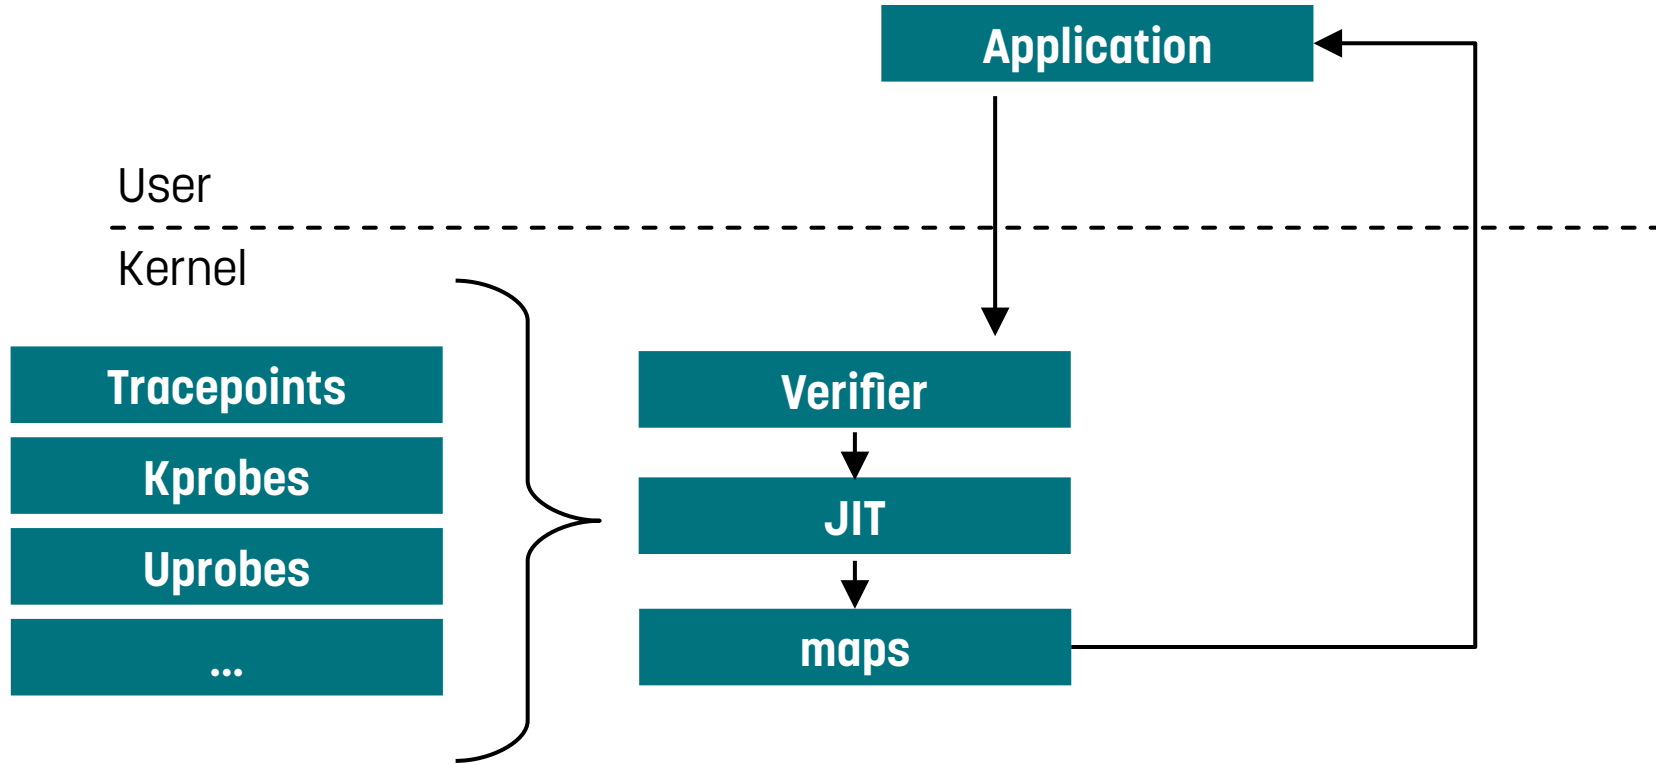 Application
User
Kernel
Tracepoints
Kprobes
Uprobes
...
Verifier
JIT
maps